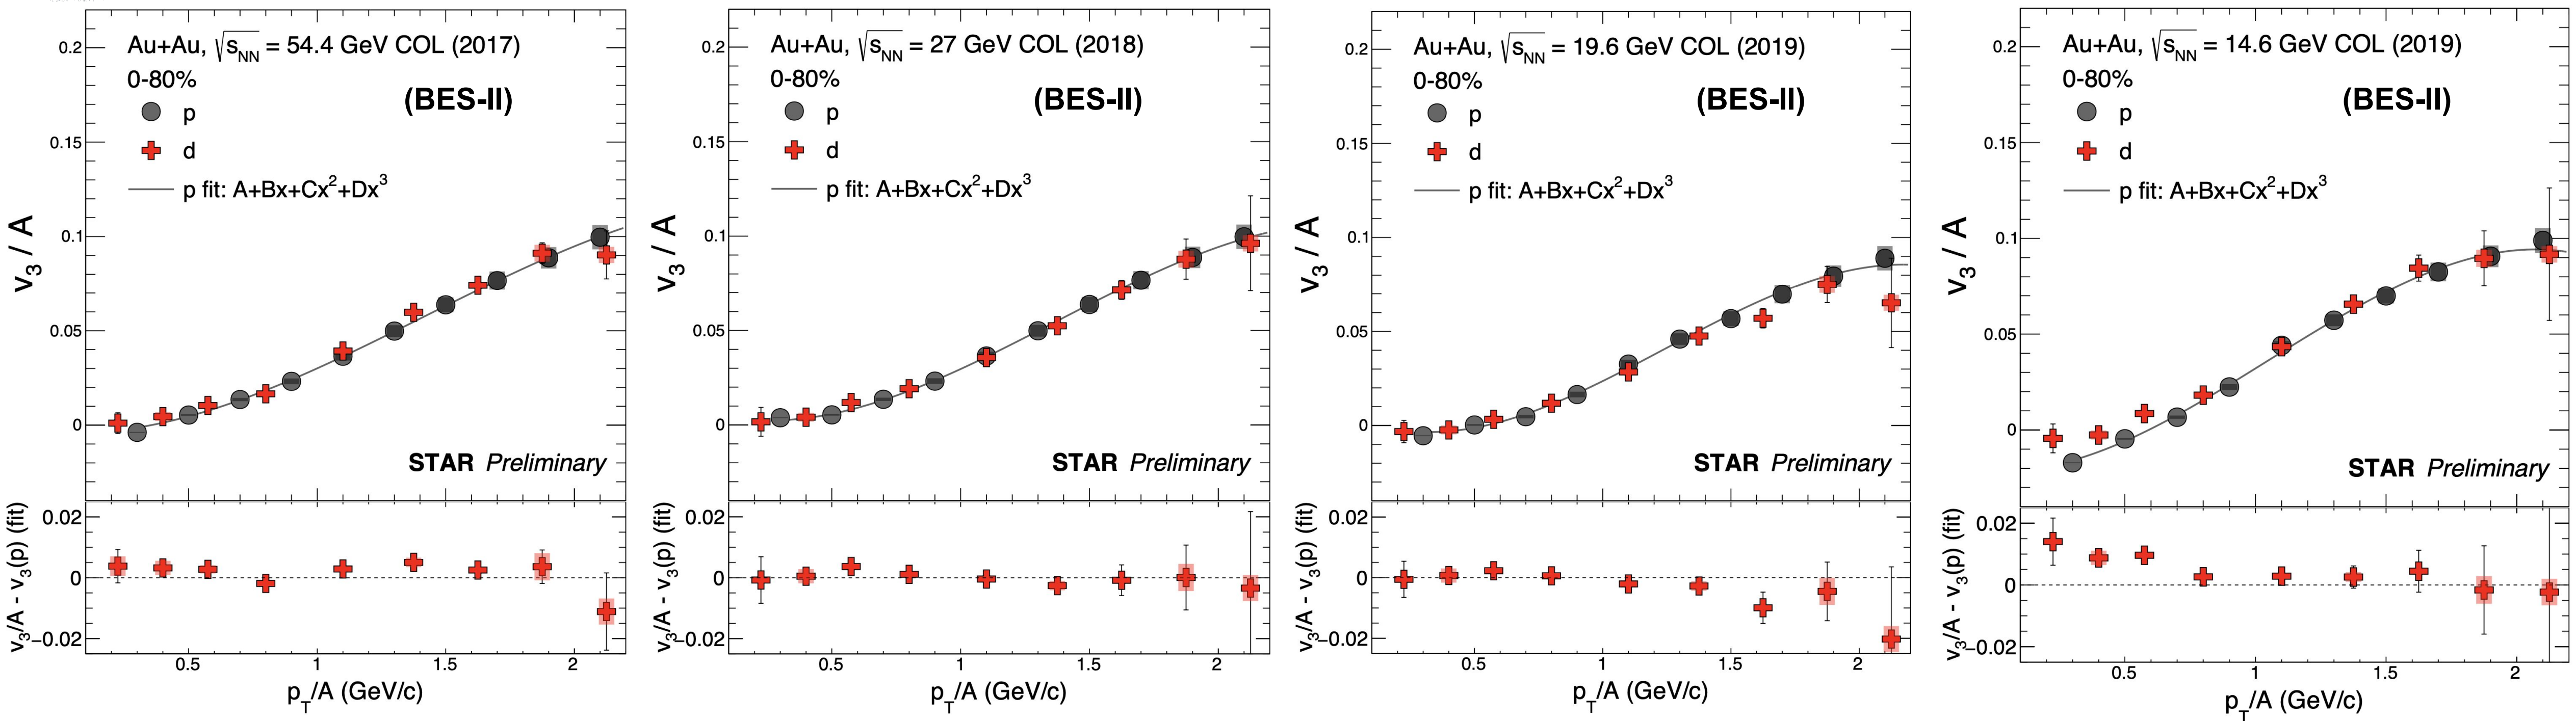 Au+Au, √sNN = 54.4 GeV COL (2017)
0-80%
(BES-II)
p
d
p fit: A+Bx+Cx²+Dx³
STAR Preliminary
v₃ / A
0.2
0.15
0.1
0.05
0
v₃/A - v₃(p) (fit)
0.02
0
−0.02
0.5
1
1.5
2
pT/A (GeV/c)
Au+Au, √sNN = 27 GeV COL (2018)
0-80%
(BES-II)
p
d
p fit: A+Bx+Cx²+Dx³
STAR Preliminary
v₃ / A
0.2
0.15
0.1
0.05
0
v₃/A - v₃(p) (fit)
0.02
0
−0.02
0.5
1
1.5
2
pT/A (GeV/c)
Au+Au, √sNN = 19.6 GeV COL (2019)
0-80%
(BES-II)
p
d
p fit: A+Bx+Cx²+Dx³
STAR Preliminary
v₃ / A
0.2
0.15
0.1
0.05
0
v₃/A - v₃(p) (fit)
0.02
0
−0.02
0.5
1
1.5
2
pT/A (GeV/c)
Au+Au, √sNN = 14.6 GeV COL (2019)
0-80%
(BES-II)
p
d
p fit: A+Bx+Cx²+Dx³
STAR Preliminary
v₃ / A
0.2
0.15
0.1
0.05
0
v₃/A - v₃(p) (fit)
0.02
0
−0.02
0.5
1
1.5
2
pT/A (GeV/c)